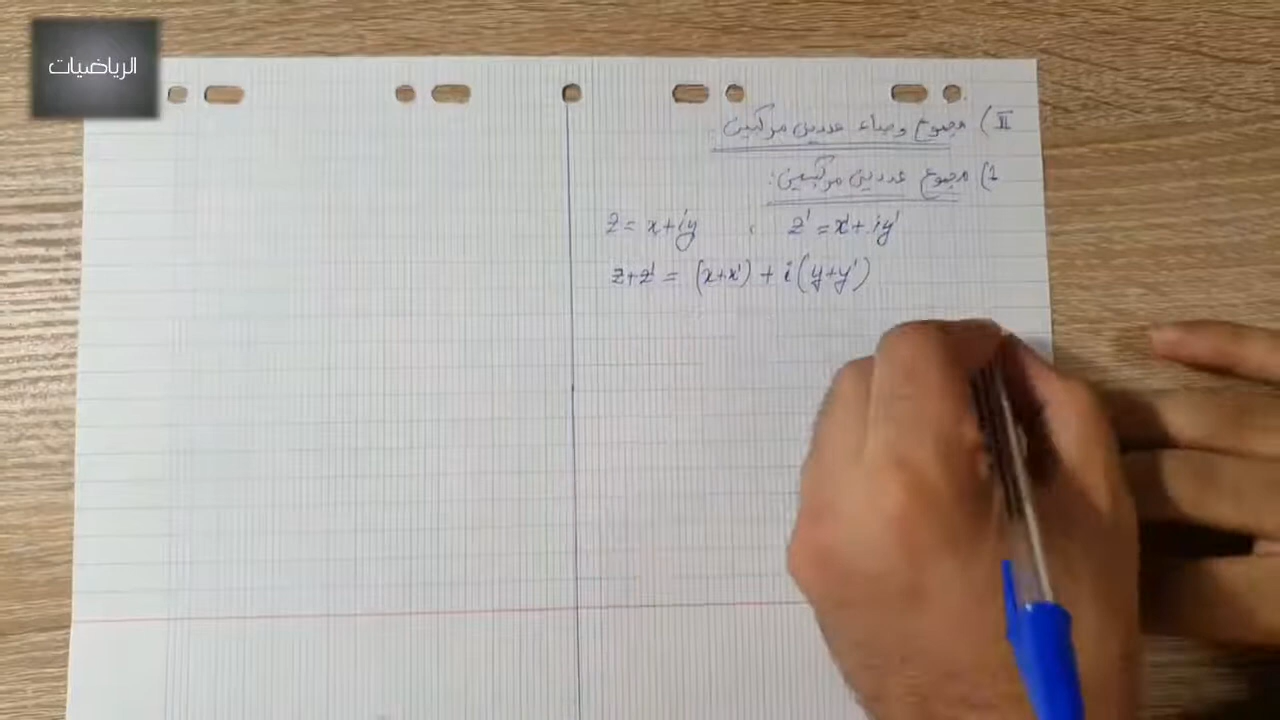 الرياضيات
II) مجموع وجداء عددين مركبين:
1) مجموع عددين مركبين:
z = x+iy , z' = x'+iy'
z+z' = (x+x') + i(y+y')